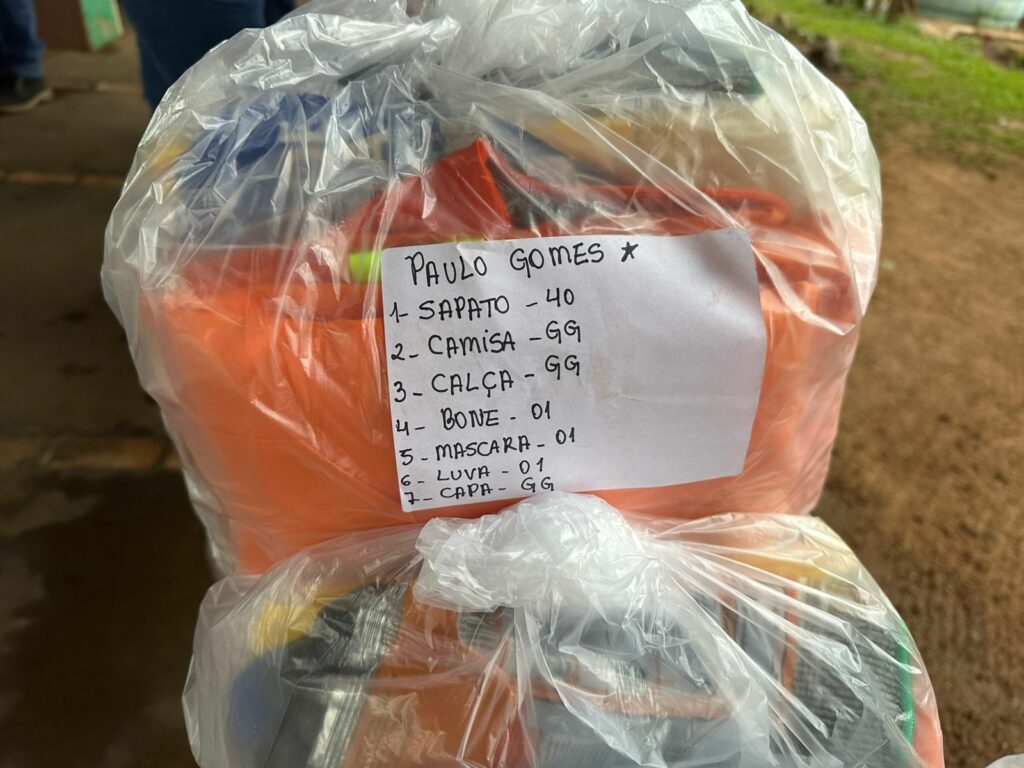 PAULO GOMES ★
1- SAPATO - 40
2- CAMISA - GG
3- CALÇA - GG
4- BONE - 01
5- MASCARA - 01
6- LUVA - 01
7- CAPA - GG